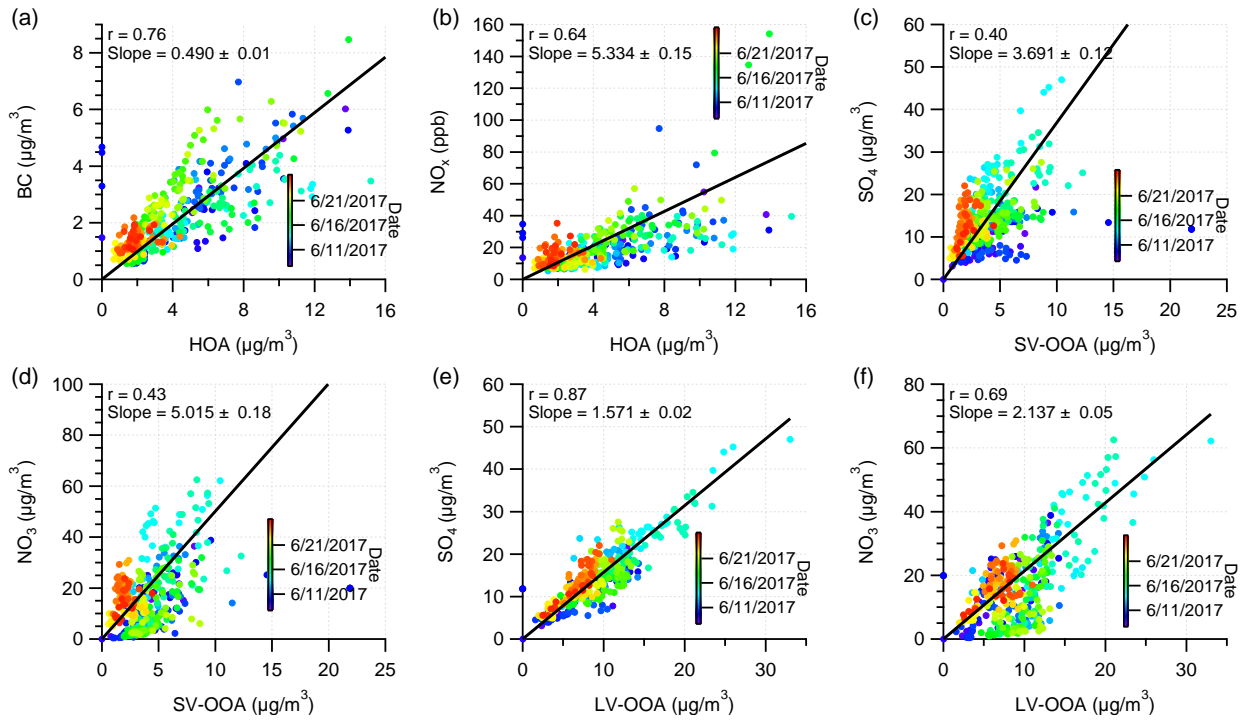 (a)
r = 0.76
Slope = 0.490 ± 0.01
BC (µg/m³)
8
6
4
2
0
6/21/2017
6/16/2017
6/11/2017
Date
0 4 8 12 16
HOA (µg/m³)
(b)
r = 0.64
Slope = 5.334 ± 0.15
NOₓ (ppb)
160
140
120
100
80
60
40
20
0
6/21/2017
6/16/2017
6/11/2017
Date
0 4 8 12 16
HOA (µg/m³)
(c)
r = 0.40
Slope = 3.691 ± 0.12
SO₄ (µg/m³)
60
50
40
30
20
10
0
6/21/2017
6/16/2017
6/11/2017
Date
0 5 10 15 20 25
SV-OOA (µg/m³)
(d)
r = 0.43
Slope = 5.015 ± 0.18
NO₃ (µg/m³)
100
80
60
40
20
0
6/21/2017
6/16/2017
6/11/2017
Date
0 5 10 15 20 25
SV-OOA (µg/m³)
(e)
r = 0.87
Slope = 1.571 ± 0.02
SO₄ (µg/m³)
60
50
40
30
20
10
0
6/21/2017
6/16/2017
6/11/2017
Date
0 10 20 30
LV-OOA (µg/m³)
(f)
r = 0.69
Slope = 2.137 ± 0.05
NO₃ (µg/m³)
80
60
40
20
0
6/21/2017
6/16/2017
6/11/2017
Date
0 10 20 30
LV-OOA (µg/m³)